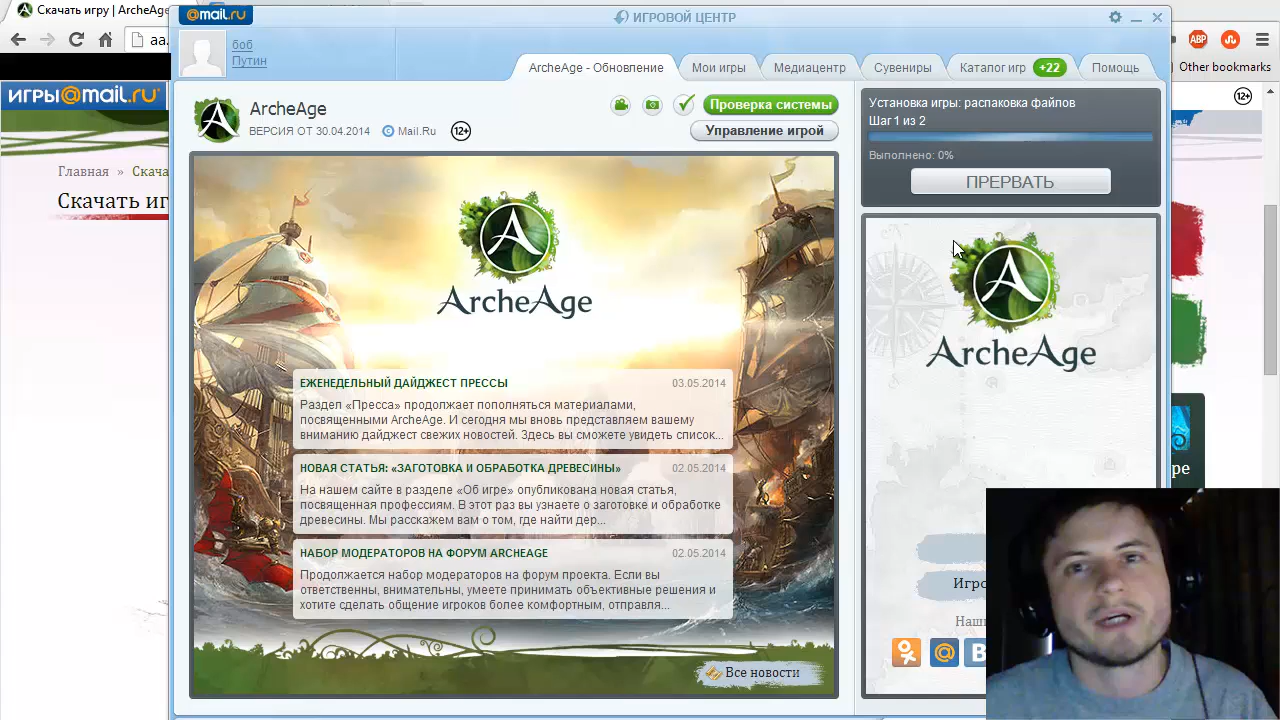 Скачать игру | ArcheAge
aa.
Other bookmarks
ABP
@mail.ru
ИГРОВОЙ ЦЕНТР
боб
Путин
ArcheAge - Обновление
Мои игры
Медиацентр
Сувениры
Каталог игр +22
Помощь
ИГРЫ@MAIL.RU
12+
Главная » Скача
Скачать иг
ArcheAge
ВЕРСИЯ ОТ 30.04.2014
Mail.Ru
12+
Проверка системы
Управление игрой
Установка игры: распаковка файлов
Шаг 1 из 2
Выполнено: 0%
ПРЕРВАТЬ
ArcheAge
ЕЖЕНЕДЕЛЬНЫЙ ДАЙДЖЕСТ ПРЕССЫ 03.05.2014
Раздел «Пресса» продолжает пополняться материалами,
посвященными ArcheAge. И сегодня мы вновь представляем вашему
вниманию дайджест свежих новостей. Здесь вы сможете увидеть список...
НОВАЯ СТАТЬЯ: «ЗАГОТОВКА И ОБРАБОТКА ДРЕВЕСИНЫ» 02.05.2014
На нашем сайте в разделе «Об игре» опубликована новая статья,
посвященная профессиям. В этот раз вы узнаете о заготовке и обработке
древесины. Мы расскажем вам о том, где найти дер...
НАБОР МОДЕРАТОРОВ НА ФОРУМ ARCHEAGE 02.05.2014
Продолжается набор модераторов на форум проекта. Если вы
ответственны, внимательны, умеете принимать объективные решения и
хотите сделать общение игроков более комфортным, отправля...
Все новости
ArcheAge
Игро
Наши
В
ре